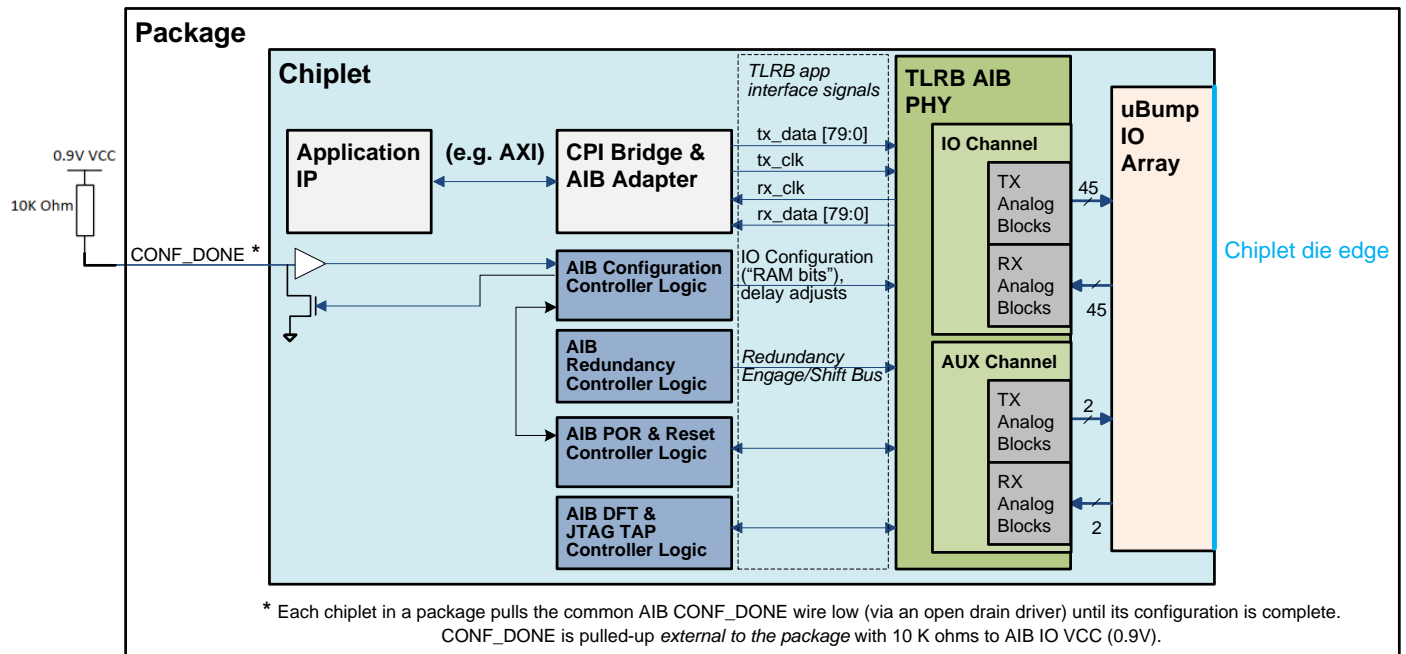 Package
Chiplet
TLRB app
interface signals
TLRB AIB
PHY
uBump
IO
Array
0.9V VCC
10K Ohm
Application
IP
(e.g. AXI)
CPI Bridge &
AIB Adapter
tx_data [79:0]
tx_clk
rx_clk
rx_data [79:0]
IO Channel
TX
Analog
Blocks
45
RX
Analog
Blocks
45
Chiplet die edge
CONF_DONE *
AIB Configuration
Controller Logic
IO Configuration
(“RAM bits”),
delay adjusts
AIB
Redundancy
Controller Logic
Redundancy
Engage/Shift Bus
AUX Channel
TX
Analog
Blocks
2
AIB POR & Reset
Controller Logic
RX
Analog
Blocks
2
AIB DFT &
JTAG TAP
Controller Logic
* Each chiplet in a package pulls the common AIB CONF_DONE wire low (via an open drain driver) until its configuration is complete.
CONF_DONE is pulled-up external to the package with 10 K ohms to AIB IO VCC (0.9V).